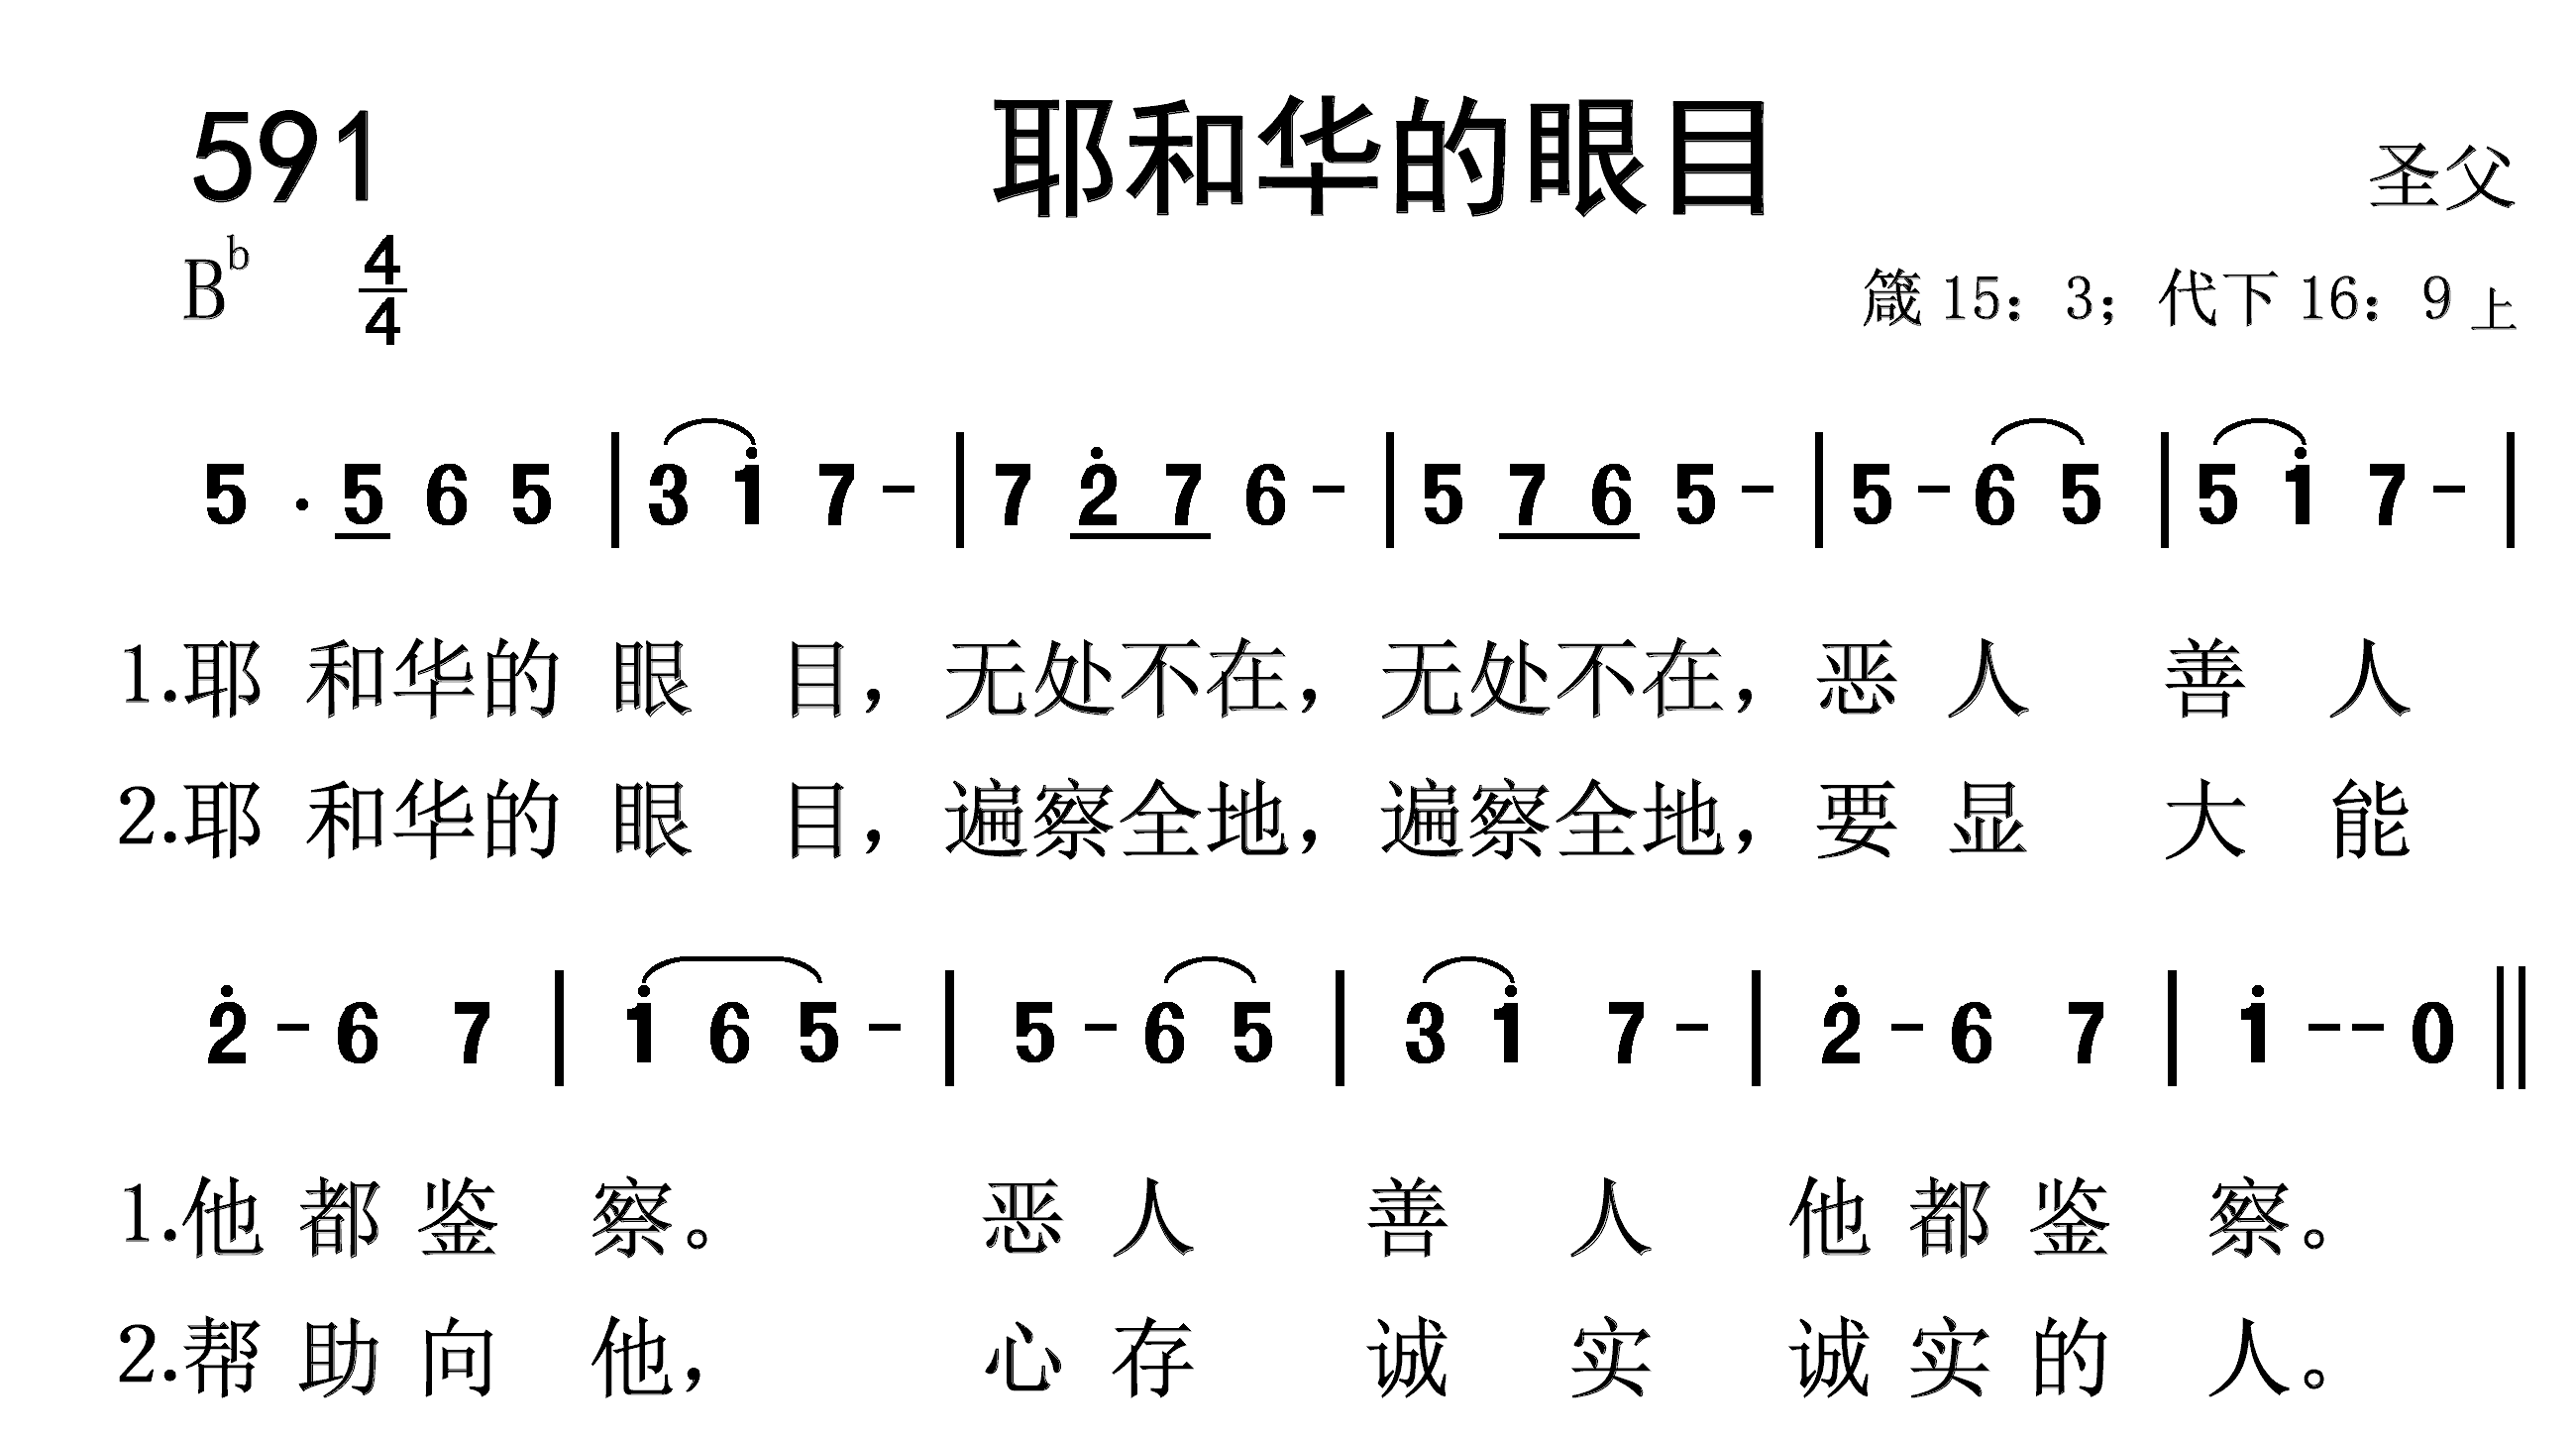 591 耶和华的眼目 圣父
B♭ 4/4 箴 15：3；代下 16：9 上
5 · 5 6 5 | 3 1̇ 7 - | 7 2̇ 7 6 - | 5 7 6 5 - | 5 - 6 5 | 5 1̇ 7 - |
1.耶和华的眼目，无处不在，无处不在，恶人善人
2.耶和华的眼目，遍察全地，遍察全地，要显大能
2̇ - 6 7 | 1̇ 6 5 - | 5 - 6 5 | 3 1̇ 7 - | 2̇ - 6 7 | 1̇ - - 0 ‖
1.他都鉴察。恶人善人他都鉴察。
2.帮助向他，心存诚实诚实的人。